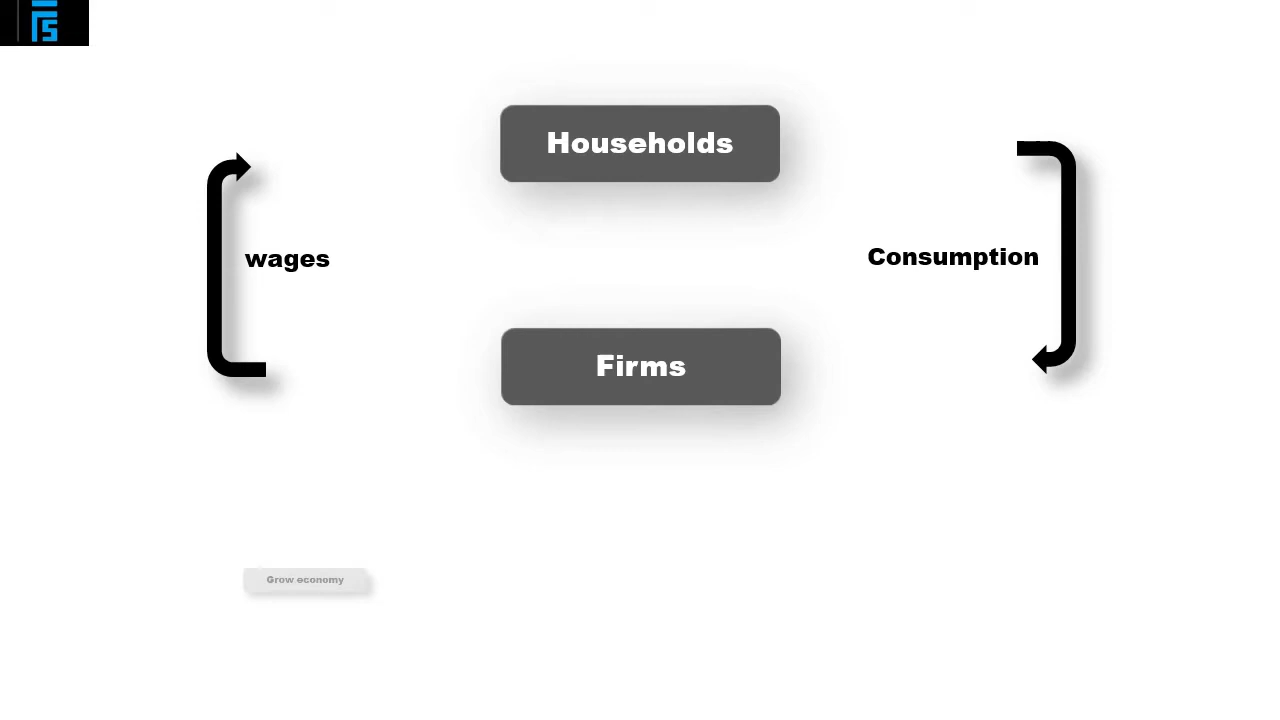 Households
wages
Consumption
Firms
Grow economy